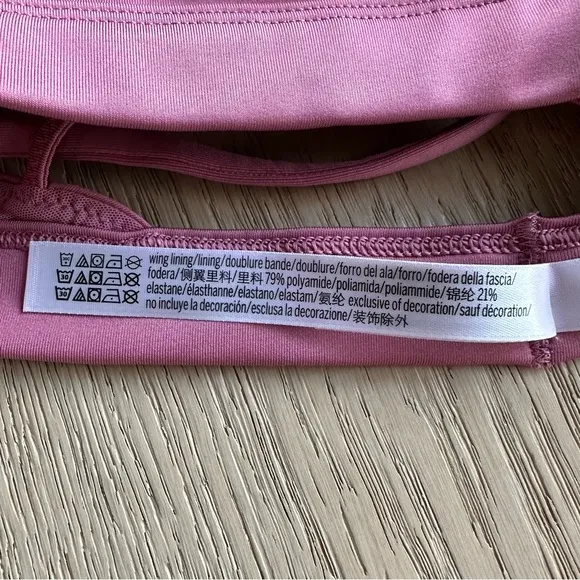 wing lining/lining/doublure bande/doublure/forro del ala/forro/fodera della fascia/
fodera/侧翼里料/里料 79% polyamide/poliamida/poliammide/锦纶 21%
elastane/élasthanne/elastano/elastam/氨纶 exclusive of decoration/sauf décoration/
no incluye la decoración/esclusa la decorazione/装饰除外